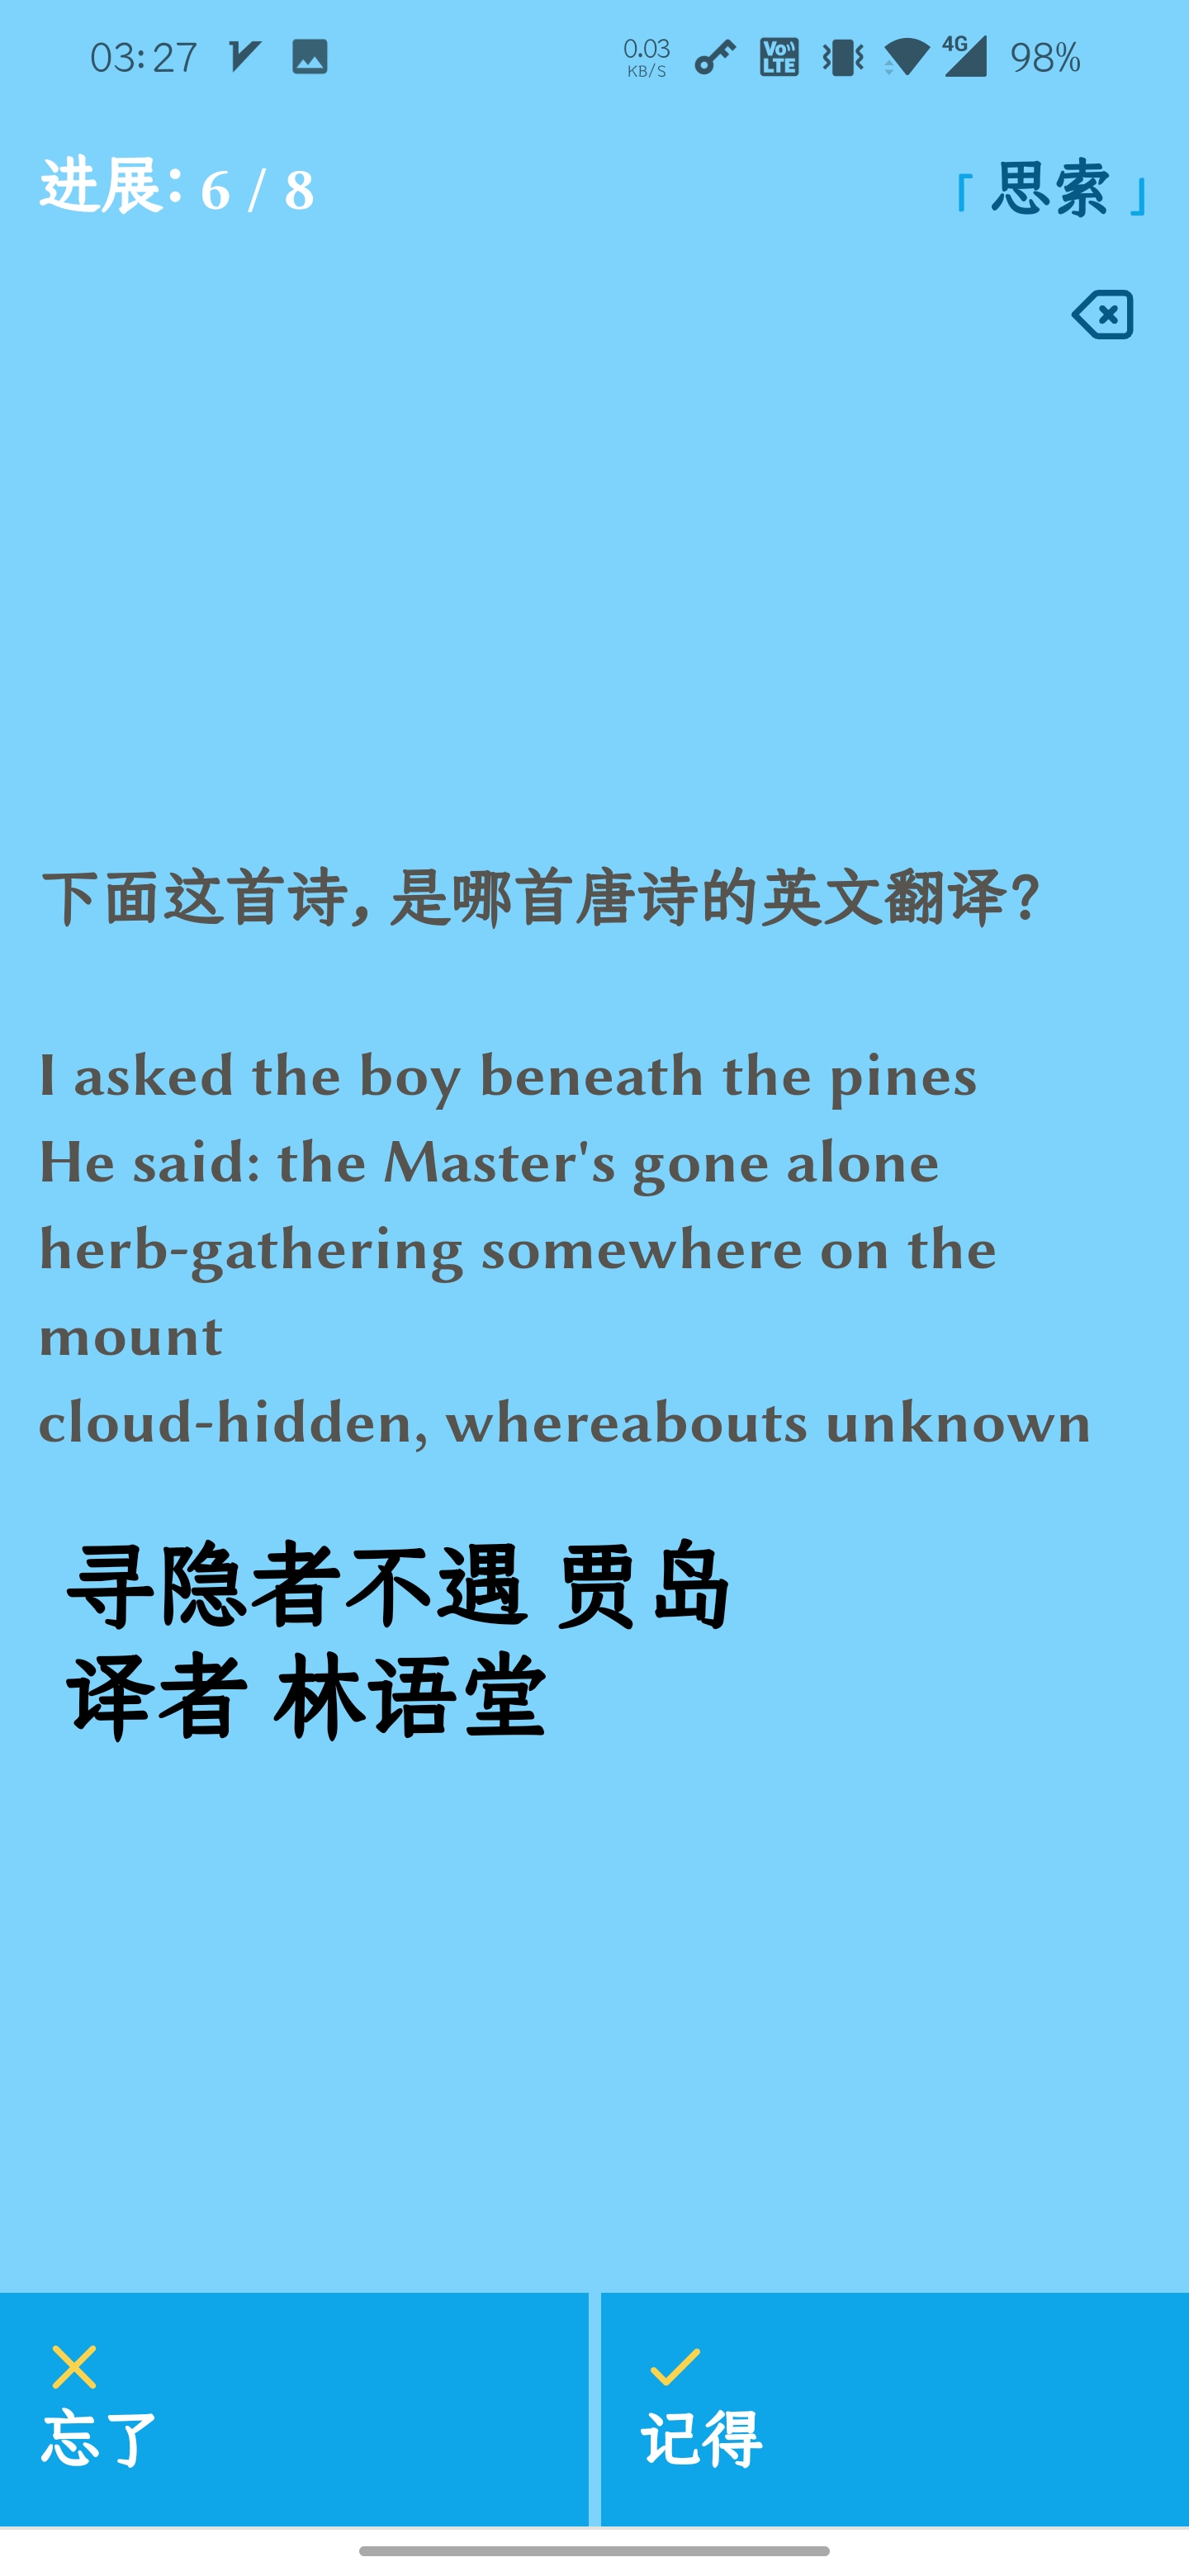 03:27 0.03 KB/S Vo LTE 4G 98%
进展: 6 / 8 「 思索 」
下面这首诗, 是哪首唐诗的英文翻译?
I asked the boy beneath the pines
He said: the Master's gone alone
herb-gathering somewhere on the
mount
cloud-hidden, whereabouts unknown
寻隐者不遇 贾岛
译者 林语堂
忘了 记得